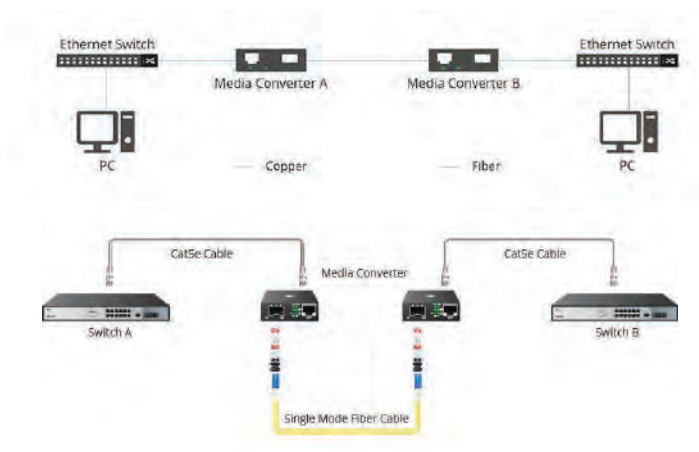 Ethernet Switch
Ethernet Switch
Media Converter A
Media Converter B
PC
Copper
Fiber
PC
Cat5e Cable
Cat5e Cable
Media Converter
Switch A
Switch B
Single Mode Fiber Cable